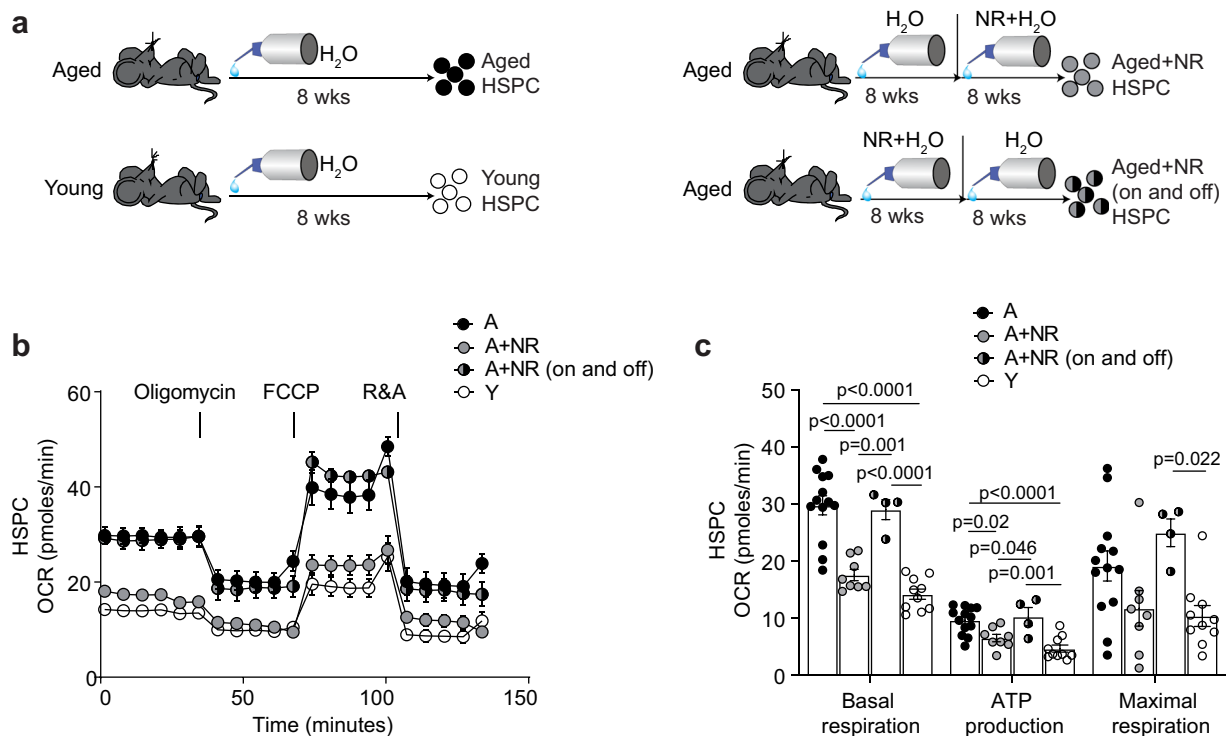 a
Aged
H2O
8 wks
Aged
HSPC
Young
H2O
8 wks
Young
HSPC
H2O
NR+H2O
Aged
8 wks
8 wks
Aged+NR
HSPC
NR+H2O
H2O
Aged
8 wks
8 wks
Aged+NR
(on and off)
HSPC
b
A
A+NR
A+NR (on and off)
Y
Oligomycin
FCCP
R&A
HSPC
OCR (pmoles/min)
60
40
20
0
0
50
100
150
Time (minutes)
c
A
A+NR
A+NR (on and off)
Y
HSPC
OCR (pmoles/min)
50
40
30
20
10
0
p<0.0001
p<0.0001
p=0.001
p<0.0001
p<0.0001
p=0.02
p=0.046
p=0.001
p=0.022
Basal
respiration
ATP
production
Maximal
respiration